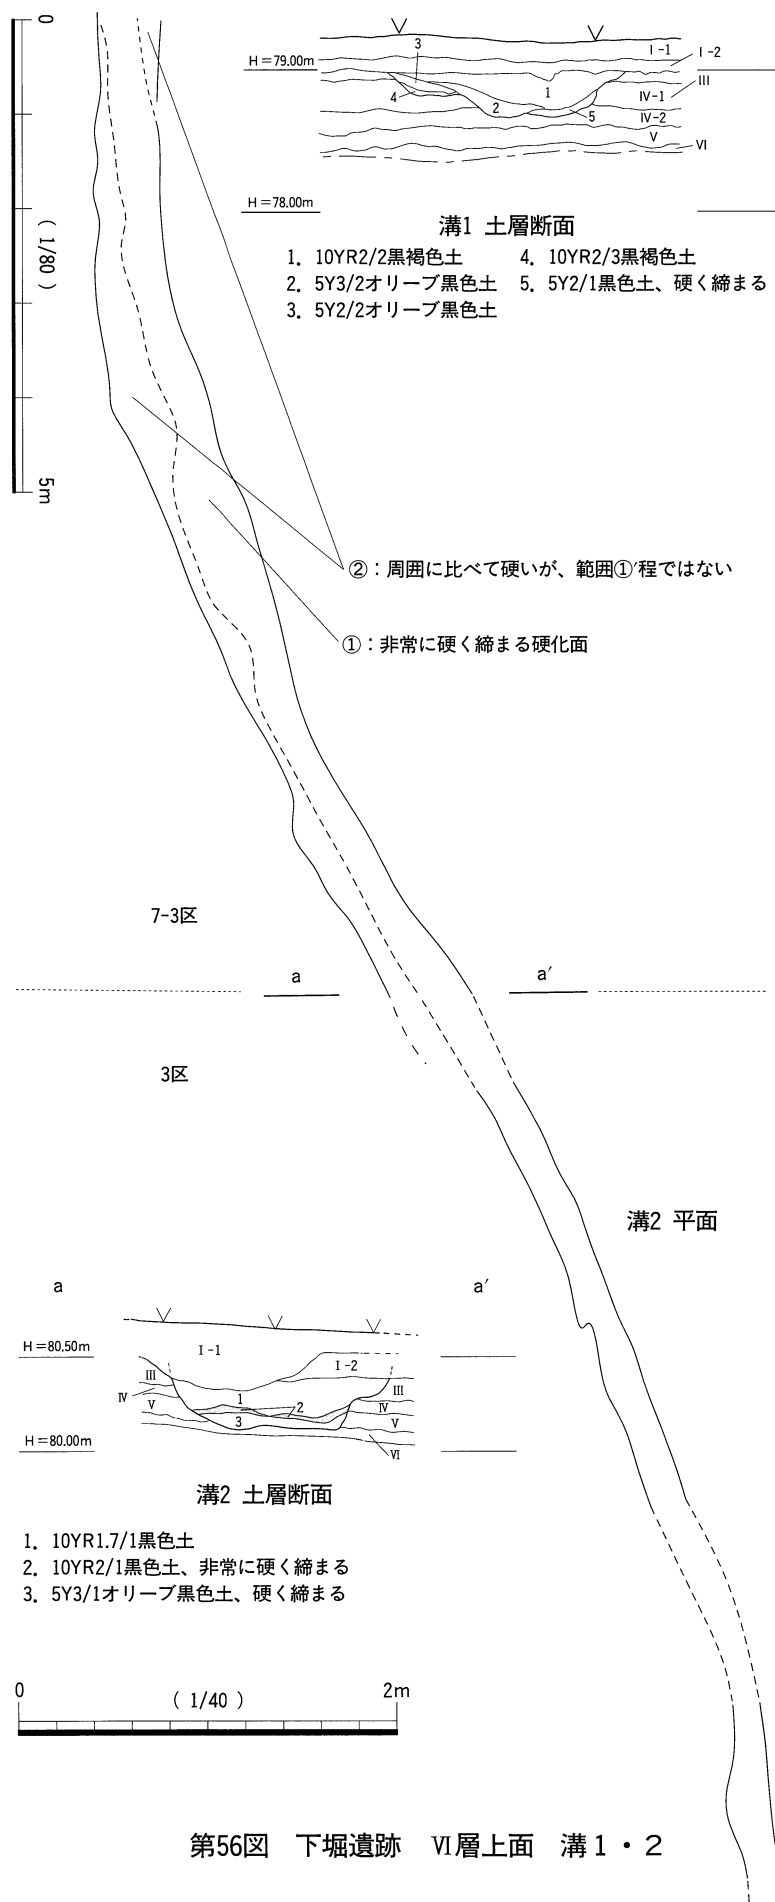 0
( 1/80 )
5m
H=79.00m
H=78.00m
3
4
1
2
5
Ⅰ-1
Ⅰ-2
Ⅲ
Ⅳ-1
Ⅳ-2
Ⅴ
Ⅵ
溝1 土層断面
1. 10YR2/2黒褐色土
2. 5Y3/2オリーブ黒色土
3. 5Y2/2オリーブ黒色土
4. 10YR2/3黒褐色土
5. 5Y2/1黒色土、硬く締まる
②：周囲に比べて硬いが、範囲①′程ではない
①：非常に硬く締まる硬化面
7-3区
a
a′
3区
溝2 平面
a
a′
H=80.50m
H=80.00m
Ⅰ-1
Ⅰ-2
Ⅲ
Ⅳ
Ⅴ
1
2
3
Ⅲ
Ⅳ
Ⅴ
Ⅵ
溝2 土層断面
1. 10YR1.7/1黒色土
2. 10YR2/1黒色土、非常に硬く締まる
3. 5Y3/1オリーブ黒色土、硬く締まる
0
( 1/40 )
2m
第56図 下堀遺跡 Ⅵ層上面 溝１・２